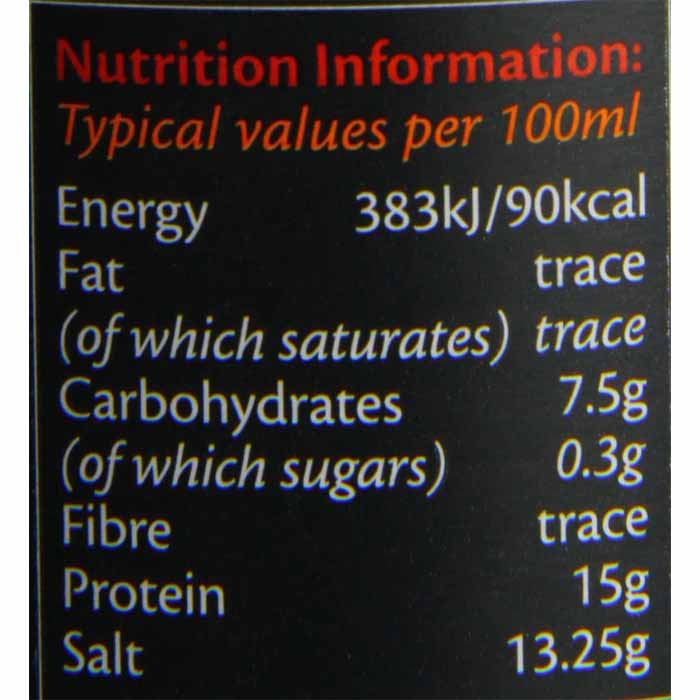 Nutrition Information:
Typical values per 100ml
Energy 383kJ/90kcal
Fat trace
(of which saturates) trace
Carbohydrates 7.5g
(of which sugars) 0.3g
Fibre trace
Protein 15g
Salt 13.25g